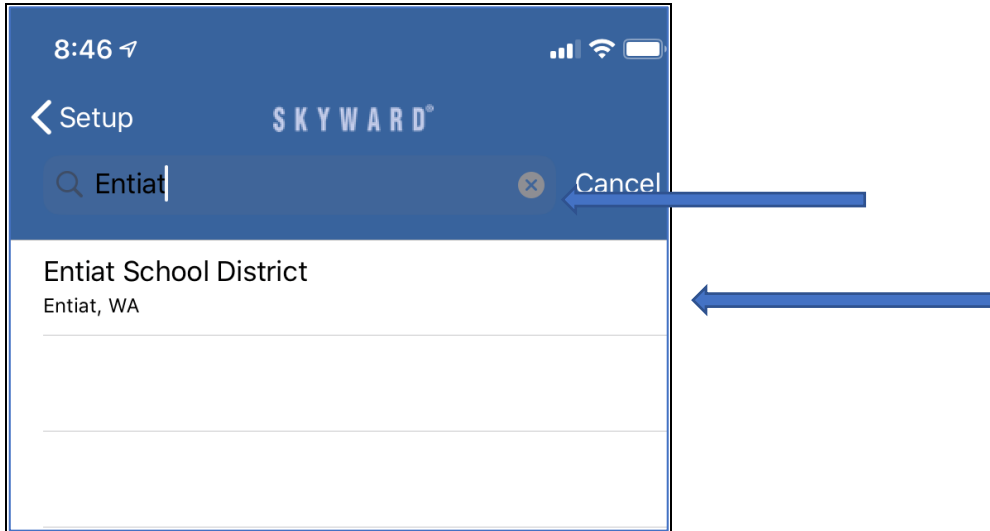 8:46
Setup
SKYWARD®
Entiat
Cancel
Entiat School District
Entiat, WA